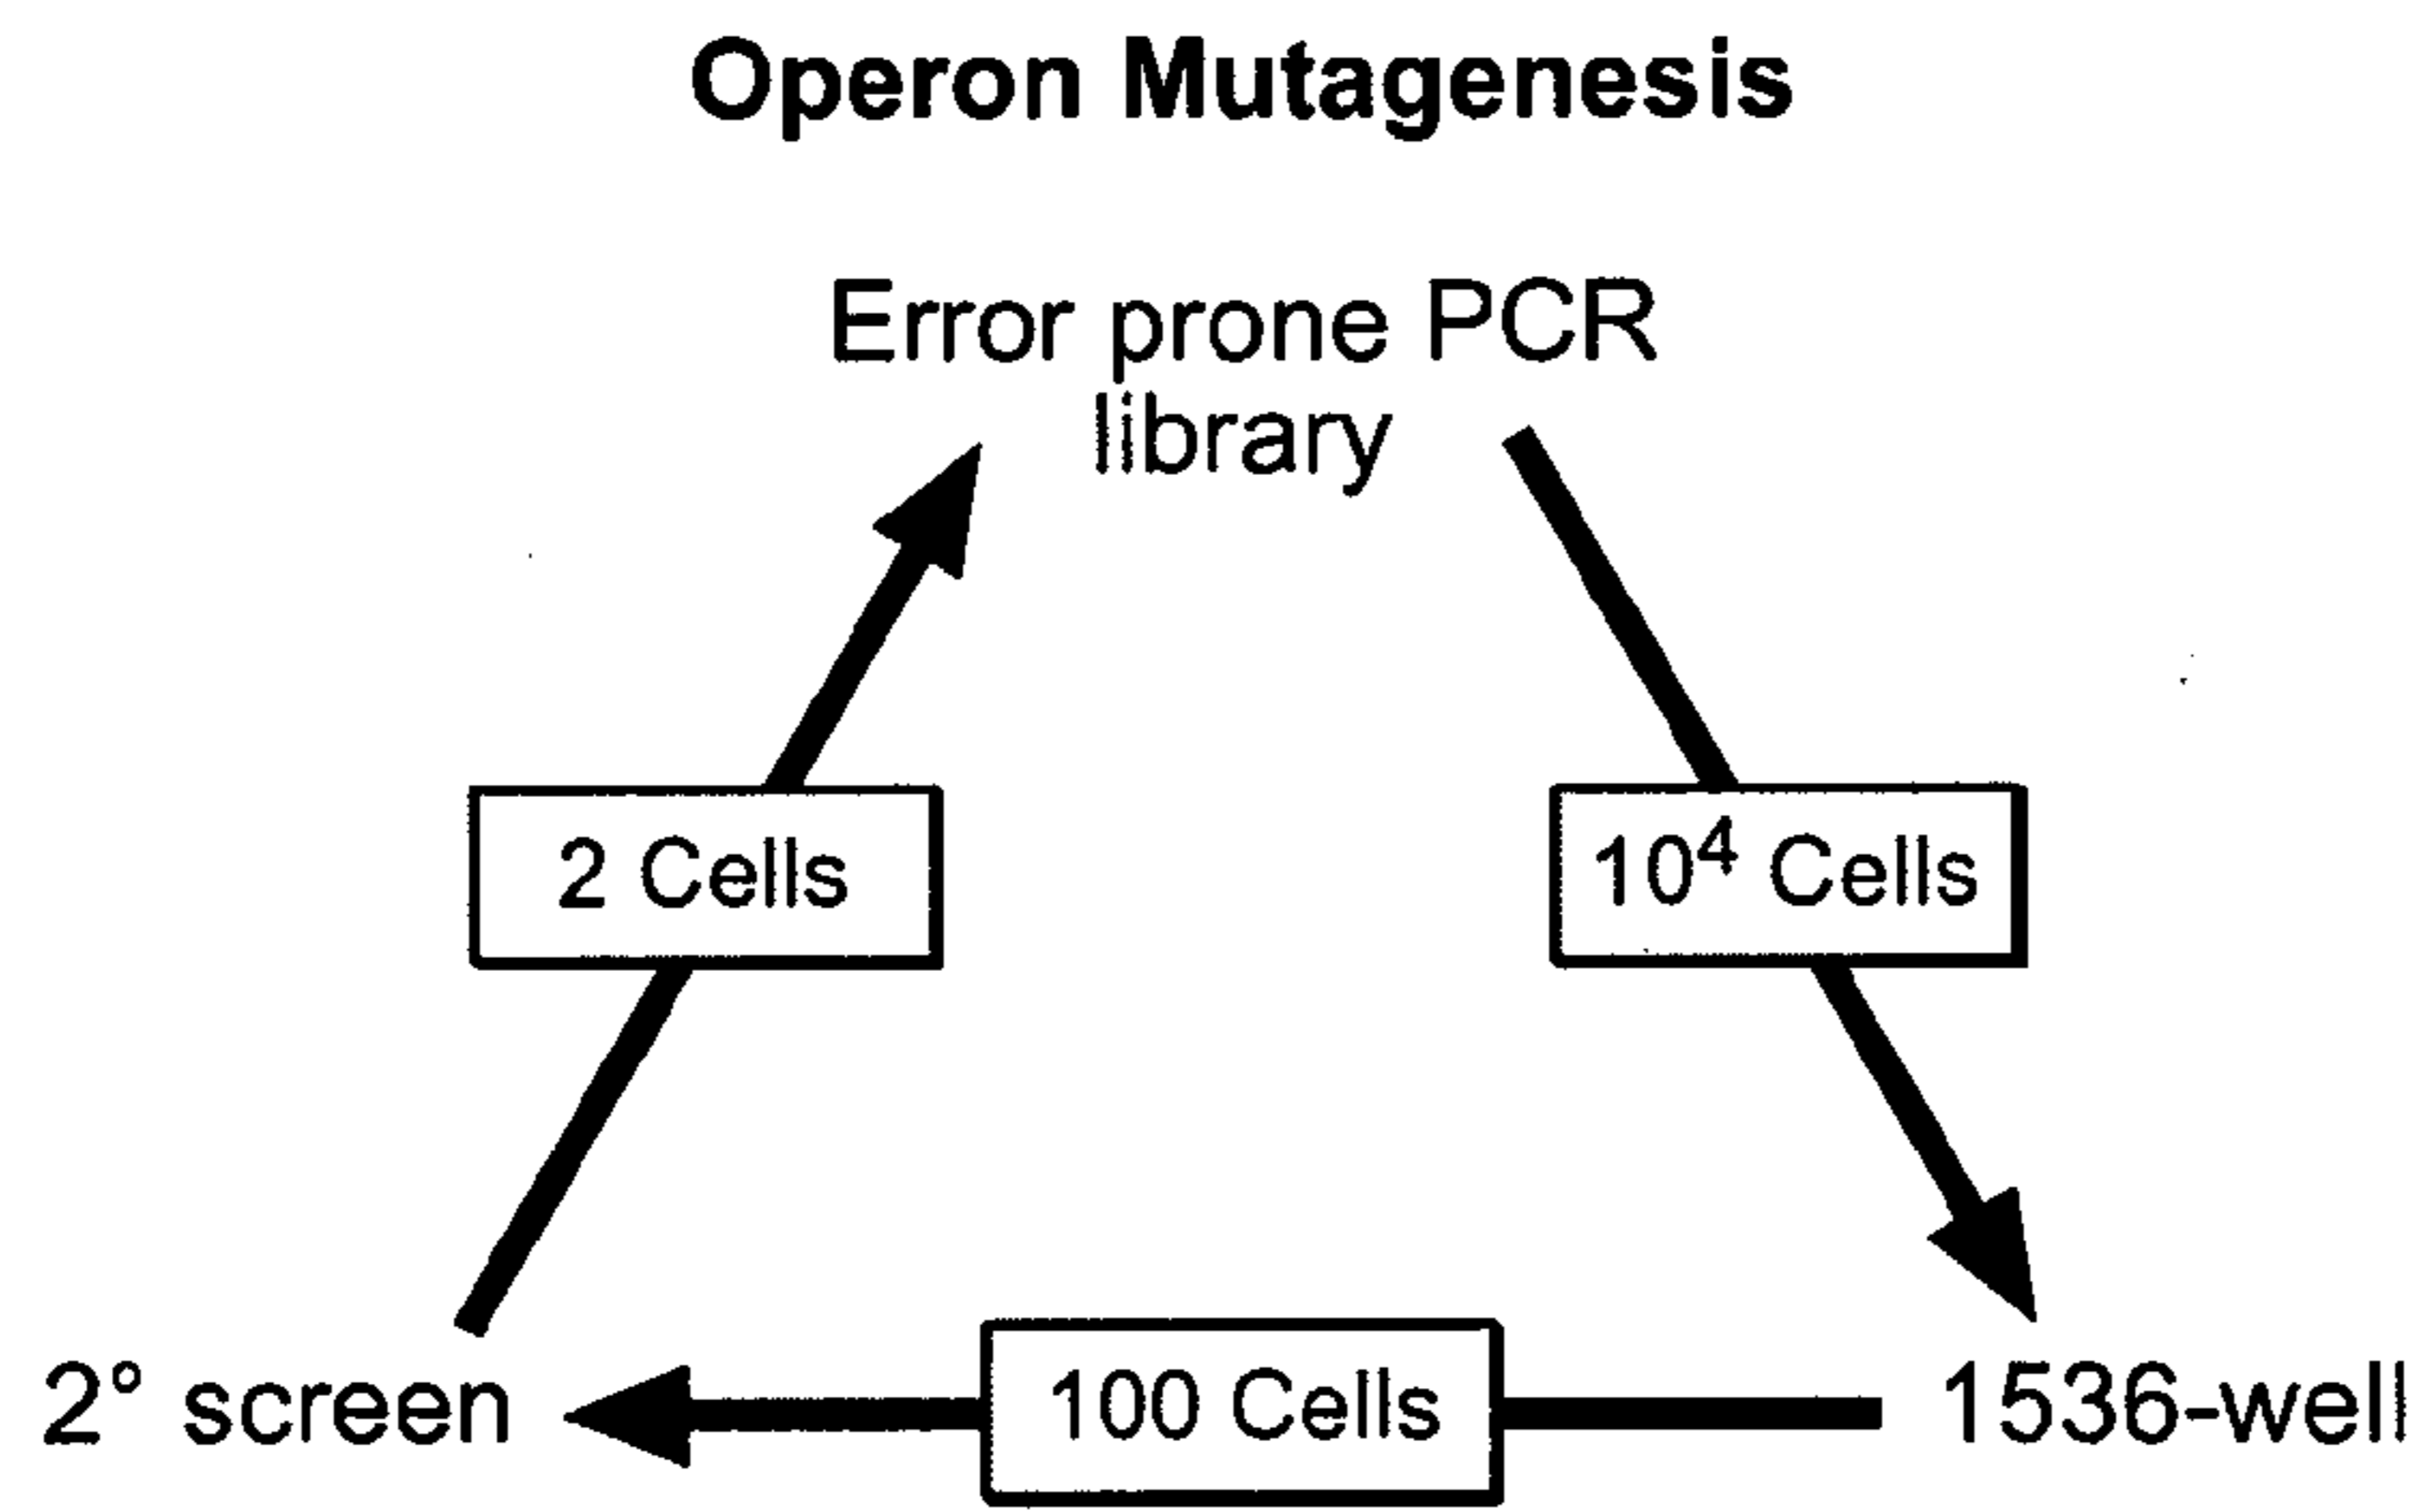 Operon Mutagenesis
Error prone PCR
library
2 Cells
10⁴ Cells
2° screen
100 Cells
1536-well